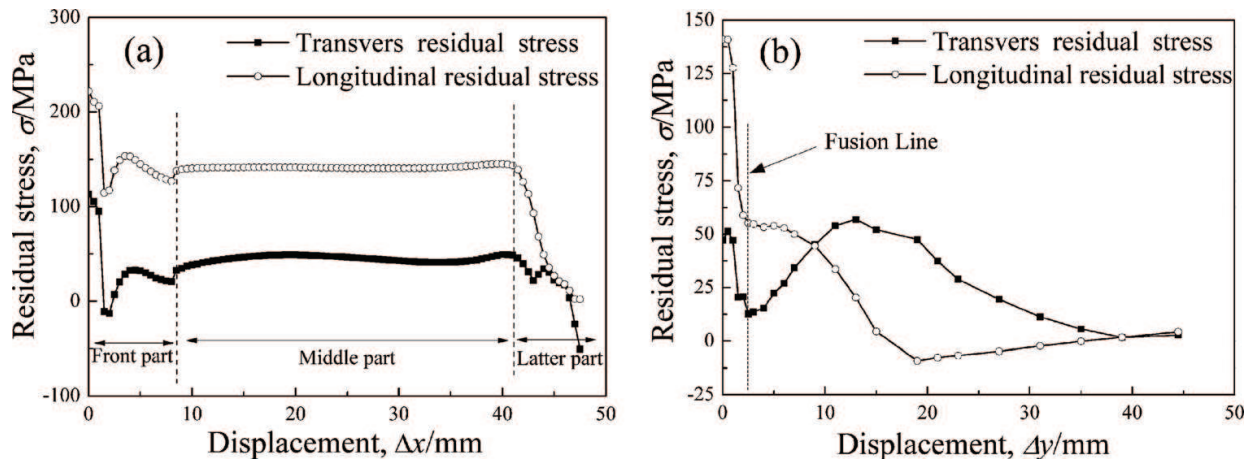 300
200
100
0
-100
Residual stress, σ/MPa
(a)
Transvers residual stress
Longitudinal residual stress
Front part
Middle part
Latter part
0 10 20 30 40 50
Displacement, Δx/mm
150
125
100
75
50
25
0
-25
Residual stress, σ/MPa
(b)
Transvers residual stress
Longitudinal residual stress
Fusion Line
0 10 20 30 40 50
Displacement, Δy/mm